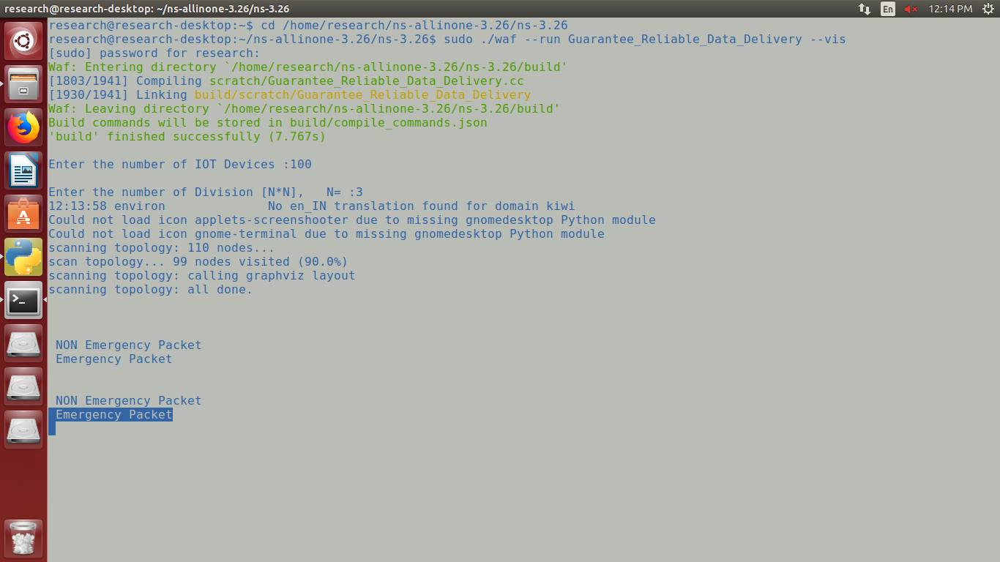 research@research-desktop: ~/ns-allinone-3.26/ns-3.26
En
12:14 PM
research@research-desktop:~$ cd /home/research/ns-allinone-3.26/ns-3.26
research@research-desktop:~/ns-allinone-3.26/ns-3.26$ sudo ./waf --run Guarantee_Reliable_Data_Delivery --vis
[sudo] password for research:
Waf: Entering directory `/home/research/ns-allinone-3.26/ns-3.26/build'
[1803/1941] Compiling scratch/Guarantee_Reliable_Data_Delivery.cc
[1930/1941] Linking build/scratch/Guarantee_Reliable_Data_Delivery
Waf: Leaving directory `/home/research/ns-allinone-3.26/ns-3.26/build'
Build commands will be stored in build/compile_commands.json
'build' finished successfully (7.767s)
Enter the number of IOT Devices :100
Enter the number of Division [N*N],   N= :3
12:13:58 environ              No en_IN translation found for domain kiwi
Could not load icon applets-screenshooter due to missing gnomedesktop Python module
Could not load icon gnome-terminal due to missing gnomedesktop Python module
scanning topology: 110 nodes...
scan topology... 99 nodes visited (90.0%)
scanning topology: calling graphviz layout
scanning topology: all done.
NON Emergency Packet
Emergency Packet
NON Emergency Packet
Emergency Packet